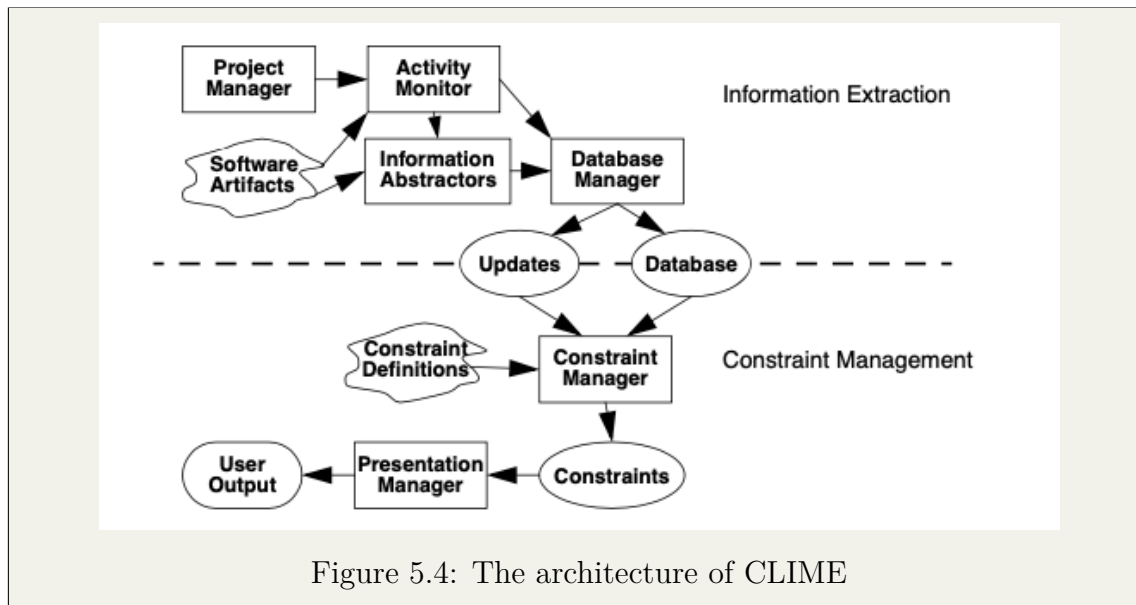 Project
Manager
Activity
Monitor
Information Extraction
Software
Artifacts
Information
Abstractors
Database
Manager
Updates
Database
Constraint
Definitions
Constraint
Manager
Constraint Management
User
Output
Presentation
Manager
Constraints
Figure 5.4: The architecture of CLIME